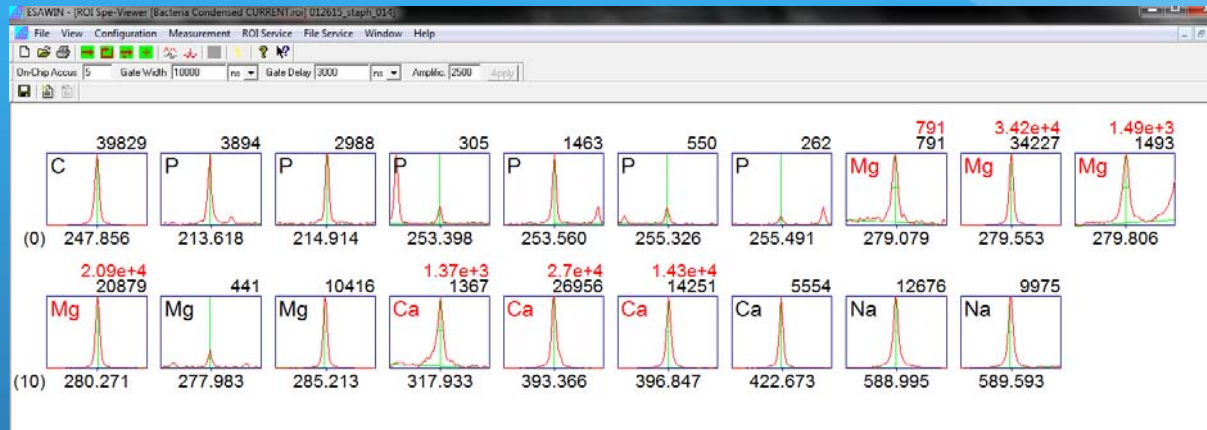 ESAWIN - [ROI Spe-Viewer [Bacteria Condensed CURRENT.roi] 012615_staph_014]
File View Configuration Measurement ROI Service File Service Window Help
On-Chip Accus 5 Gate Width 10000 ns Gate Delay 3000 ns Amplific. 2500 Apply
791 3.42e+4 1.49e+3
39829 3894 2988 305 1463 550 262 791 34227 1493
C P P P P P P Mg Mg Mg
(0) 247.856 213.618 214.914 253.398 253.560 255.326 255.491 279.079 279.553 279.806
2.09e+4 1.37e+3 2.7e+4 1.43e+4
20879 441 10416 1367 26956 14251 5554 12676 9975
Mg Mg Mg Ca Ca Ca Ca Na Na
(10) 280.271 277.983 285.213 317.933 393.366 396.847 422.673 588.995 589.593